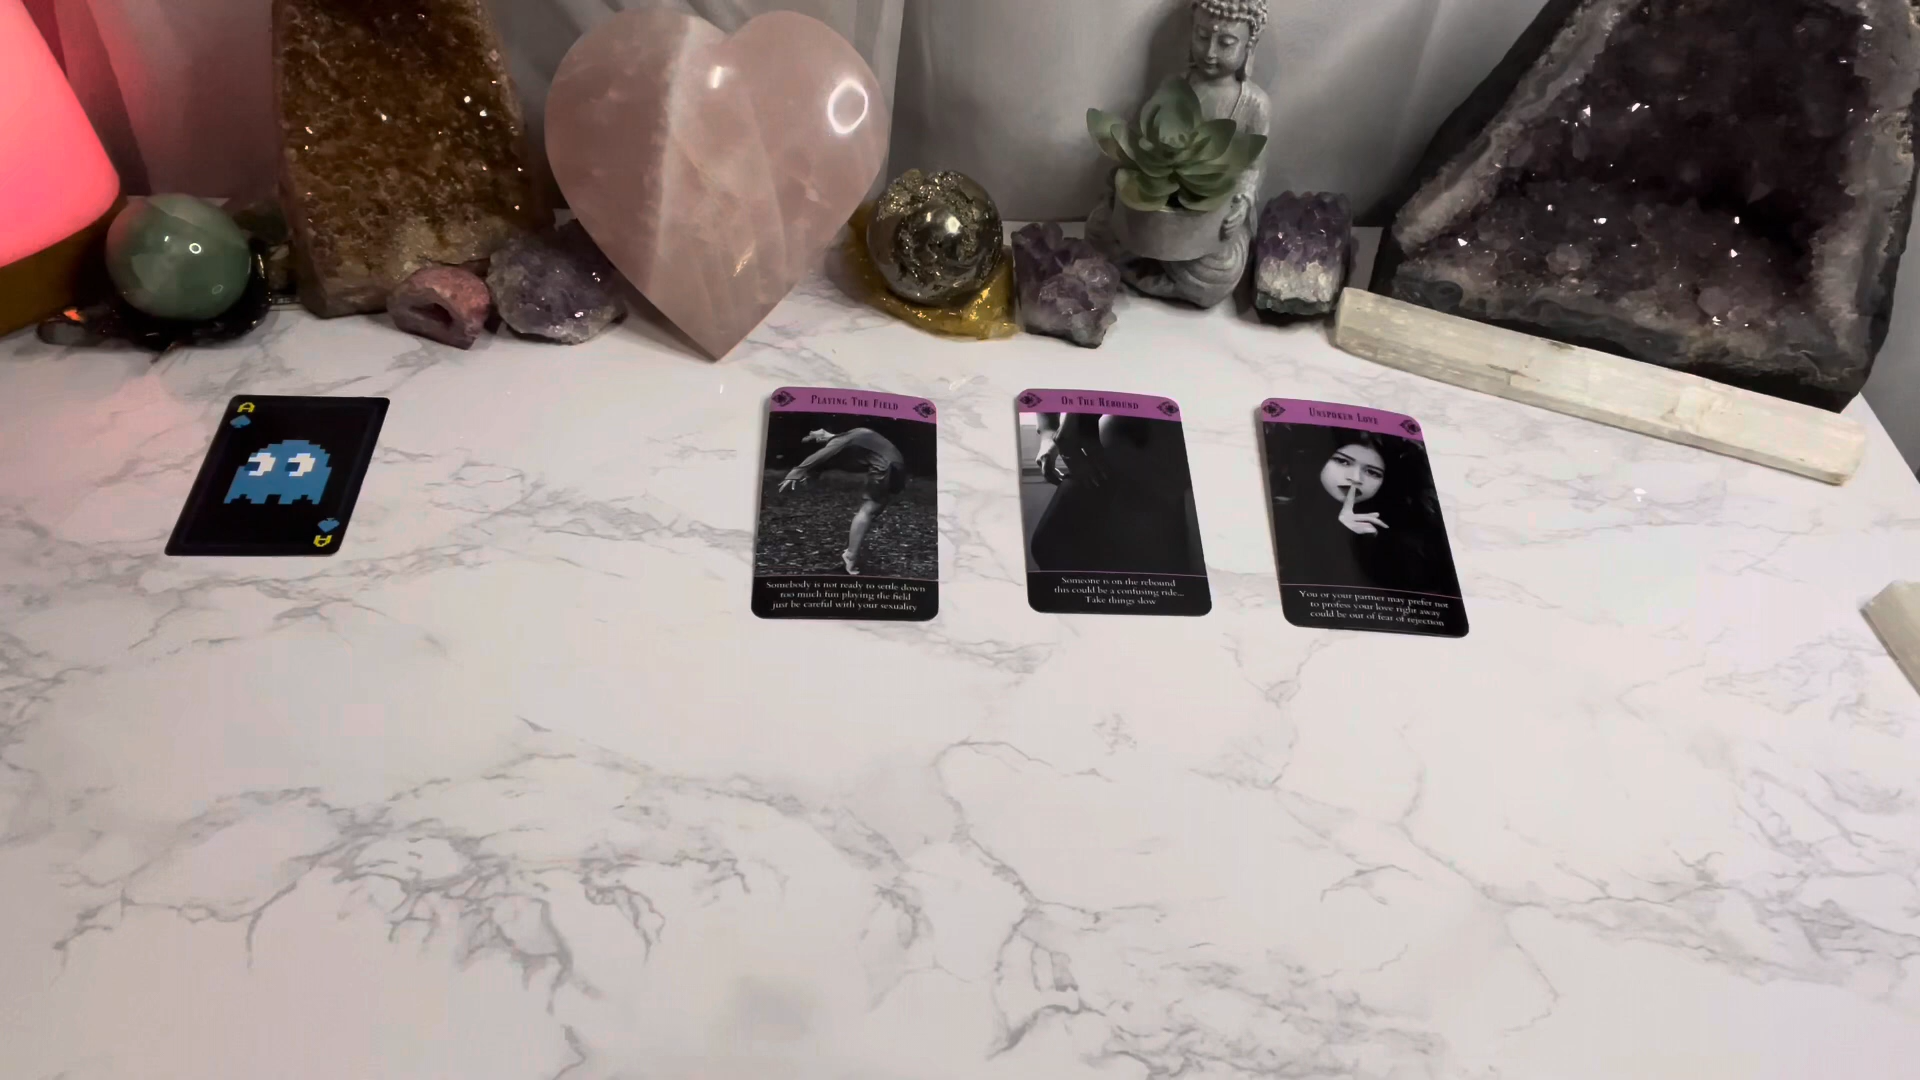 A
A
Playing The Field
Somebody is not ready to settle down
too much fun playing the field
just be careful with your sexuality
On The Rebound
Someone is on the rebound
this could be a confusing ride...
Take things slow
Unspoken Love
You or your partner may prefer not
to profess your love right away
could be out of fear of rejection